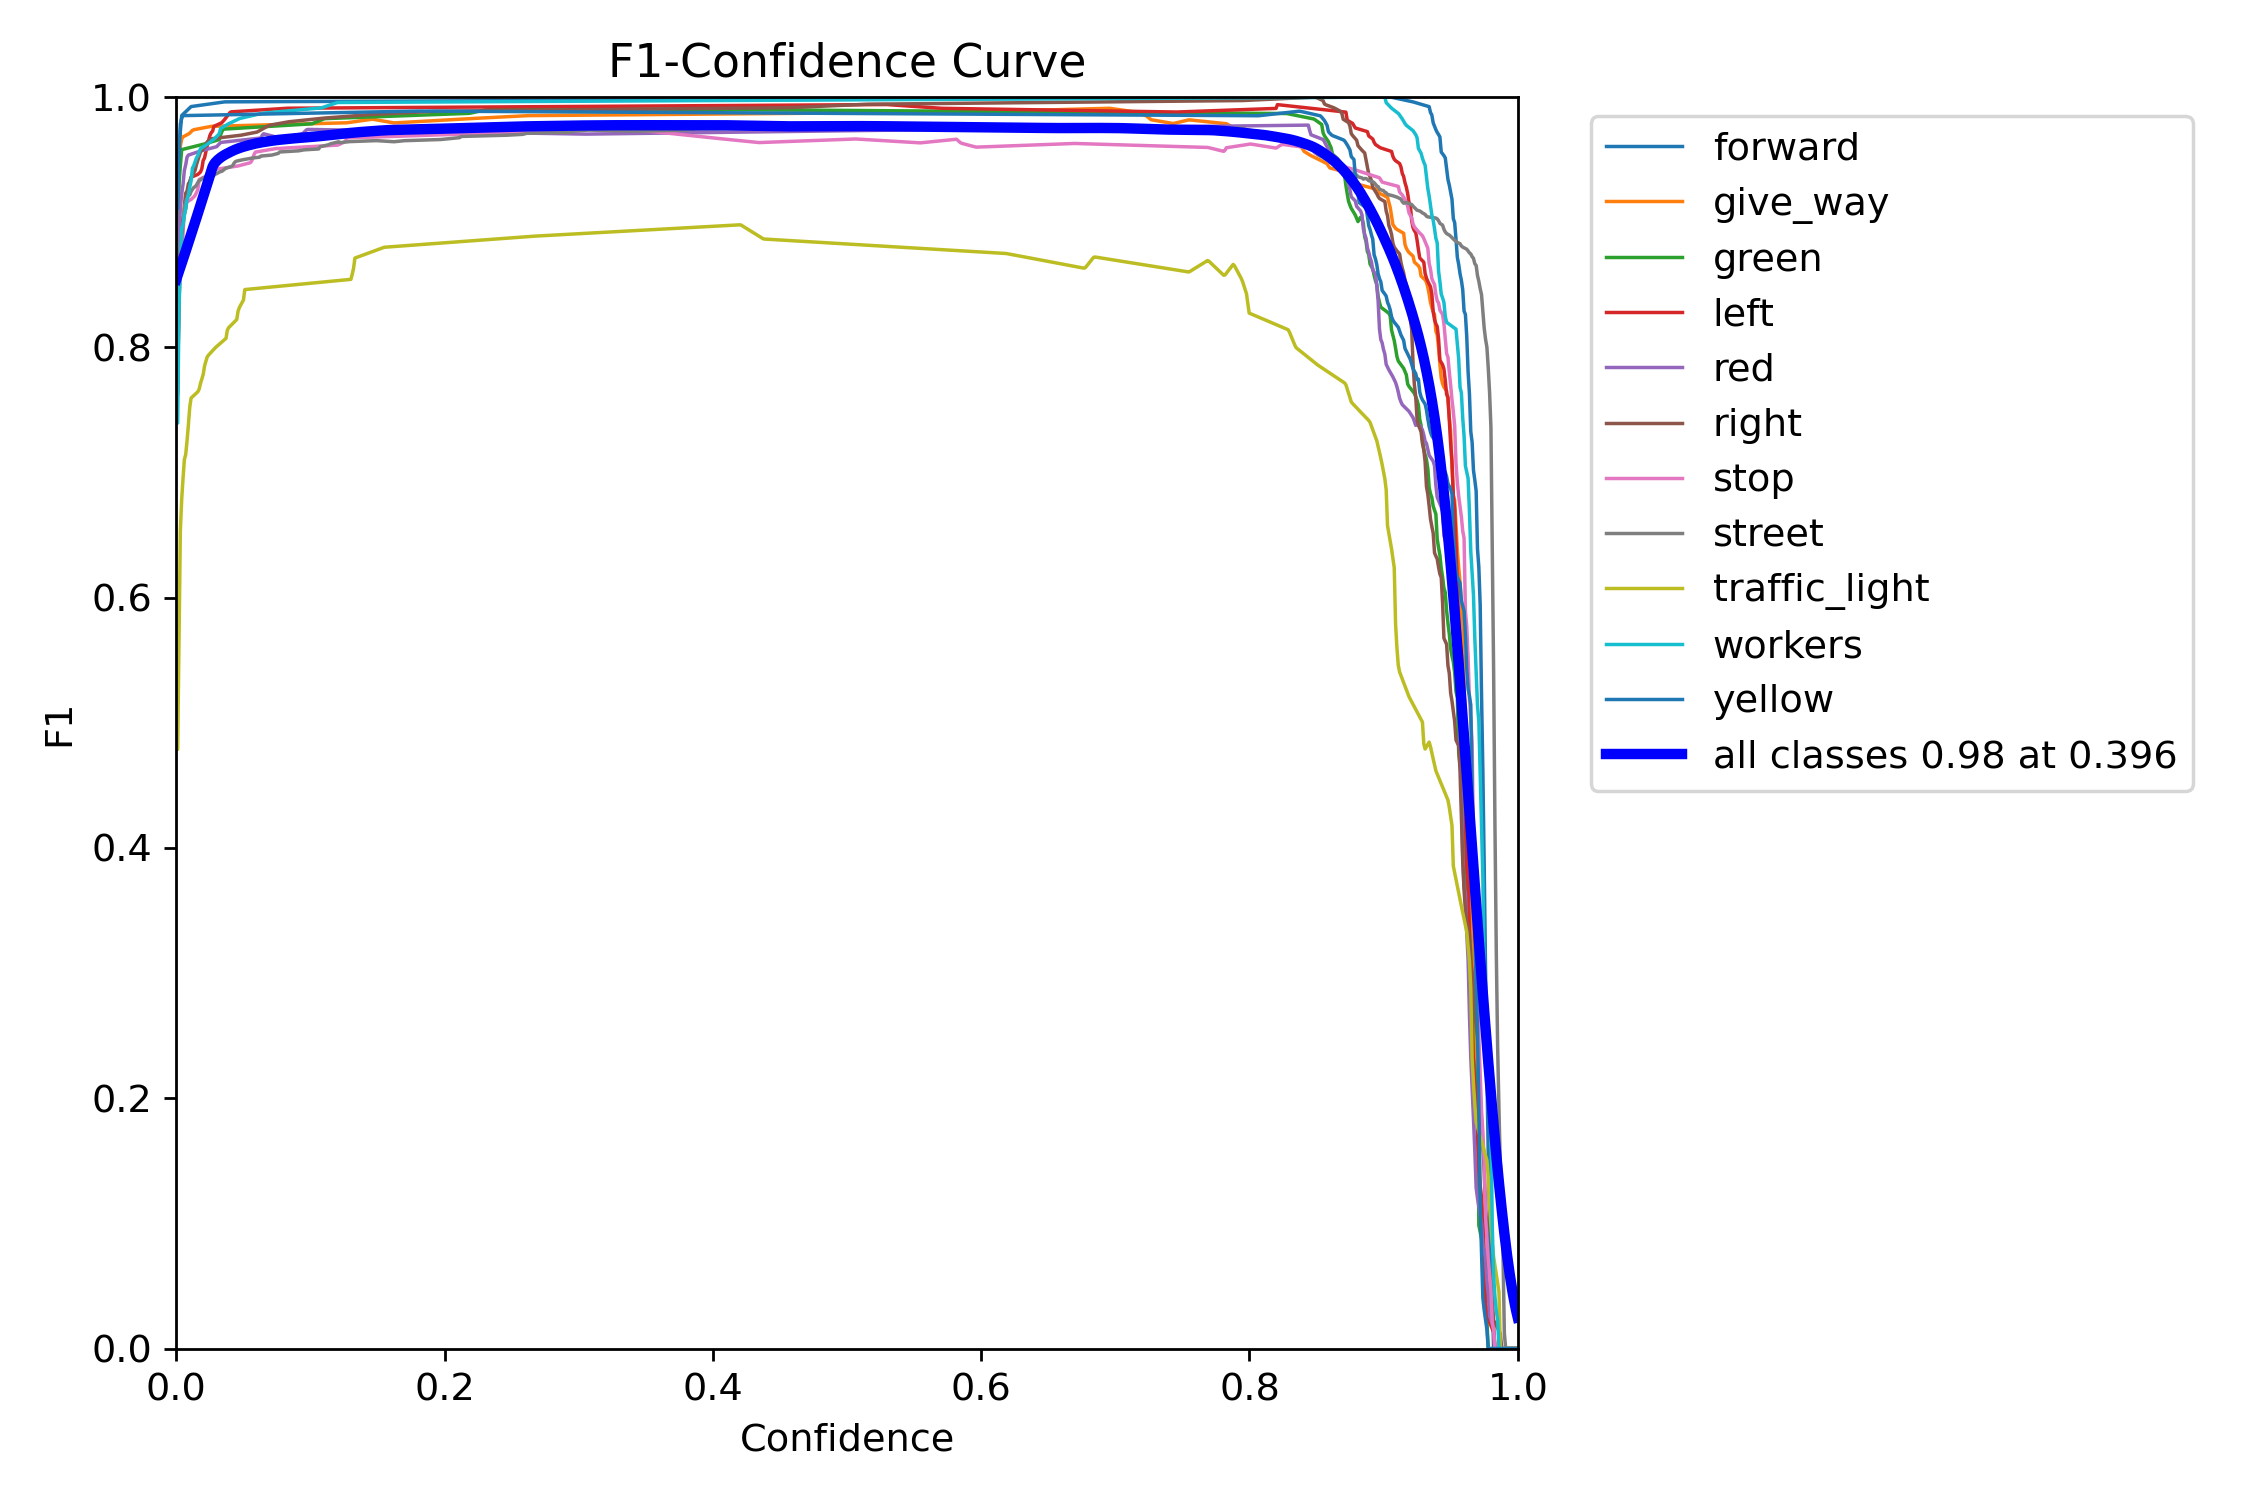 F1-Confidence Curve
1.0
0.8
0.6
0.4
0.2
0.0
F1
0.0 0.2 0.4 0.6 0.8 1.0
Confidence
forward
give_way
green
left
red
right
stop
street
traffic_light
workers
yellow
all classes 0.98 at 0.396